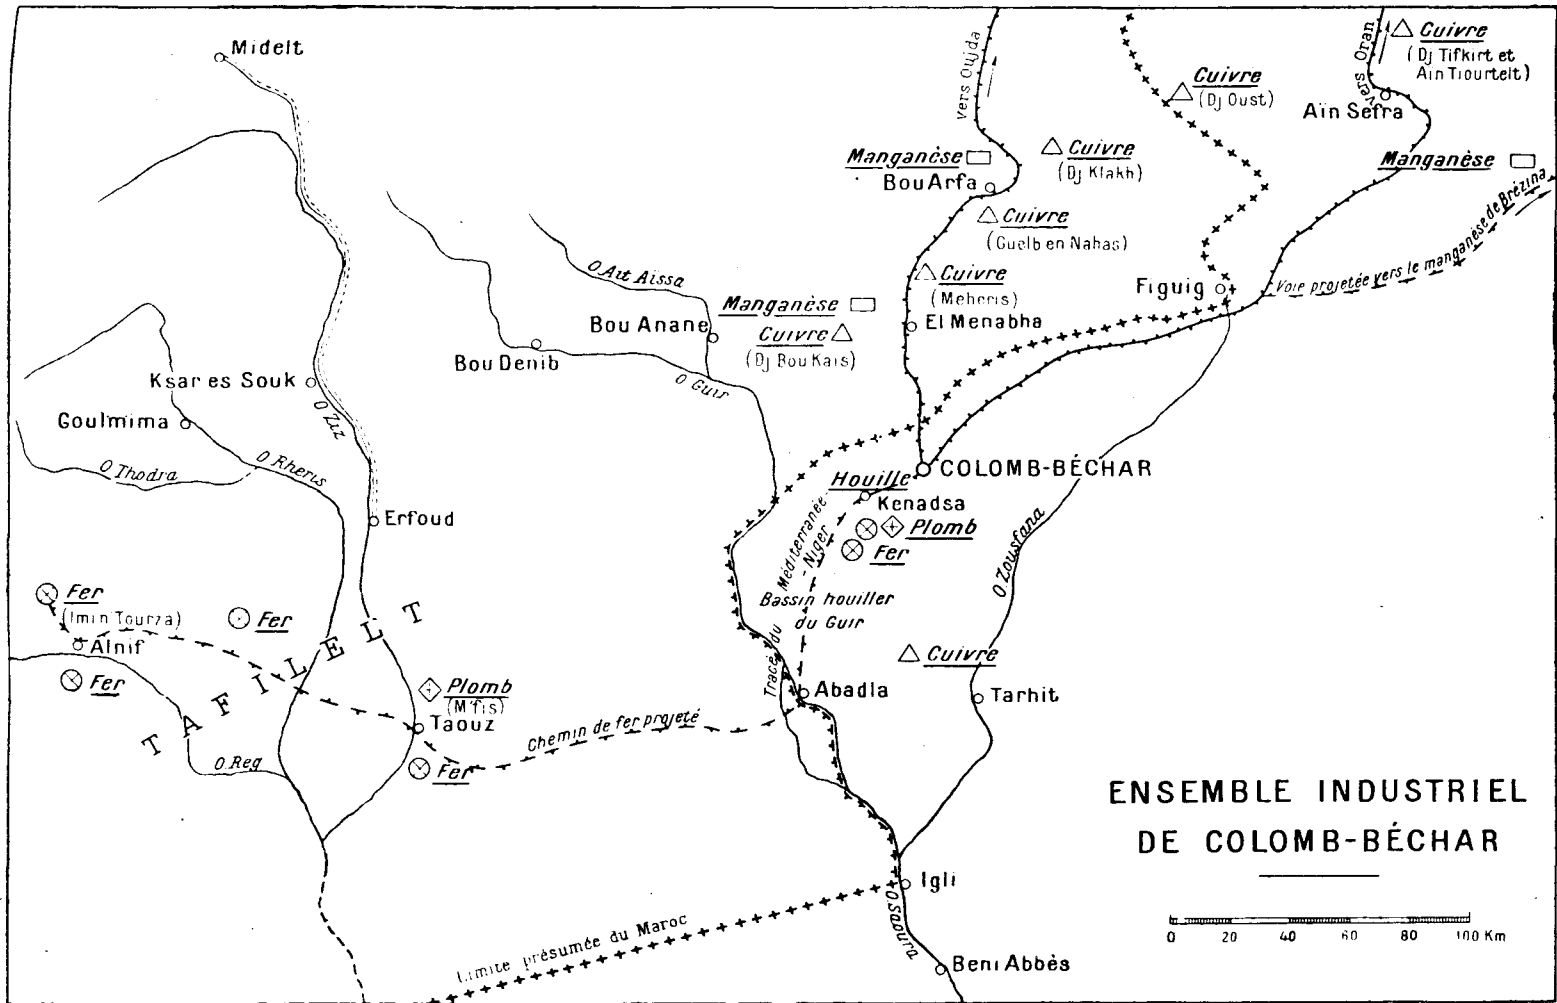 Midelt
vers Oujda
vers Oran
Cuivre
(Dj Tifkirt et
Aïn Tiourtelt)
Cuivre
(Dj Oust)
Aïn Sefra
Manganèse
Bou Arfa
Cuivre
(Dj Klakh)
Manganèse
Cuivre
(Guelb en Nahas)
O Aït Aissa
Cuivre
(Meheris)
Figuig
Voie projetée vers le manganèse de Brézina
Manganèse
Bou Anane
Cuivre
(Dj Bou Kaïs)
El Menabha
Bou Denib
Ksar es Souk
O Guir
O Ziz
Goulmima
O Rheris
O Thodra
COLOMB-BÉCHAR
Houille
Kenadsa
Erfoud
Plomb
Fer
O Zousfana
Tracé du Méditerranée
-Niger
Fer
(Imin Tourza)
Fer
Bassin houiller
du Guir
Alnif
TAFILELT
Cuivre
Fer
Plomb
(M'fis)
Abadla
Tarhit
Taouz
Chemin de fer projeté
O. Reg
Fer
ENSEMBLE INDUSTRIEL
DE COLOMB-BÉCHAR
Igli
O. Saoura
Limite présumée du Maroc
0 20 40 60 80 100 Km
Beni Abbès